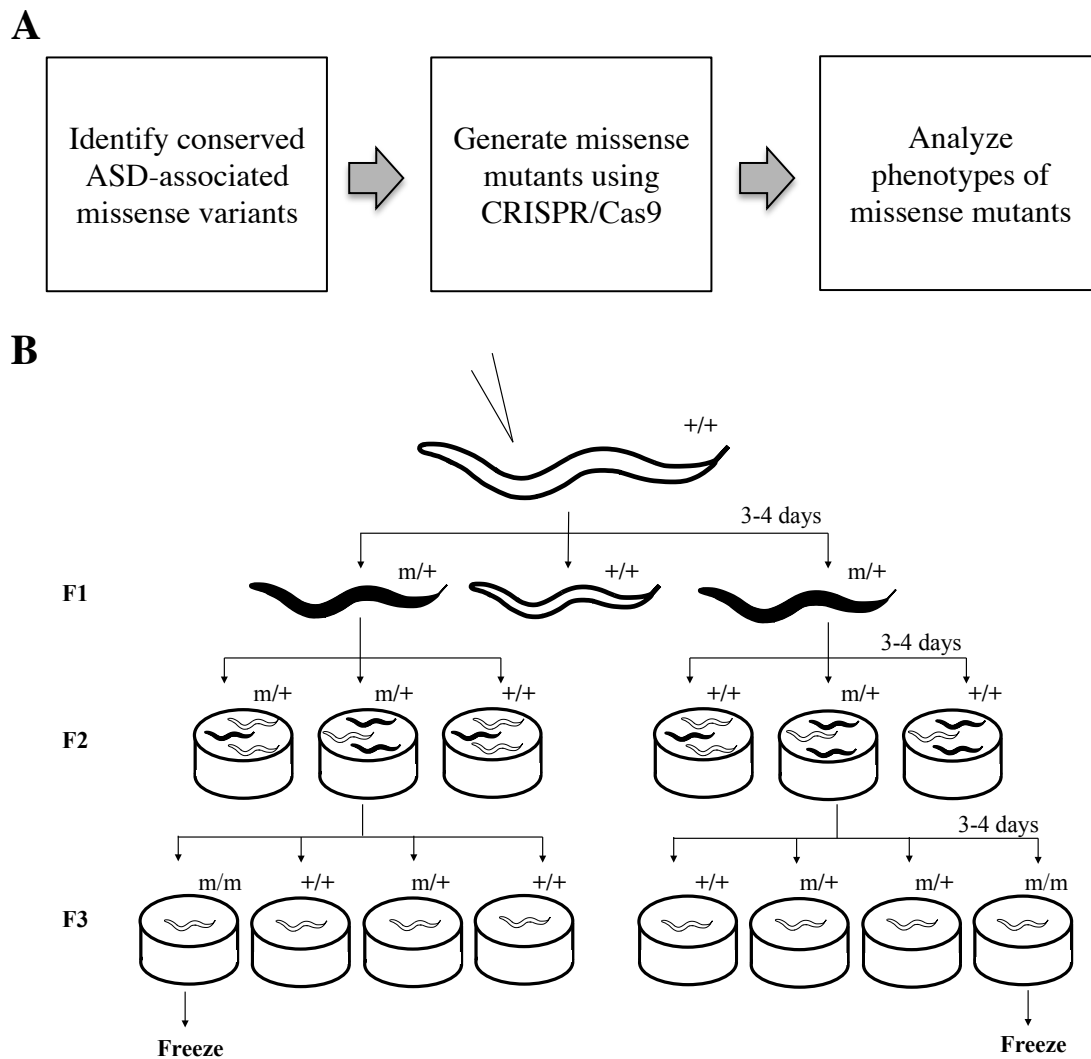 A
Identify conserved
ASD-associated
missense variants
Generate missense
mutants using
CRISPR/Cas9
Analyze
phenotypes of
missense mutants
B
+/+
3-4 days
F1
m/+
+/+
m/+
3-4 days
F2
m/+
m/+
+/+
+/+
m/+
+/+
3-4 days
F3
m/m
+/+
m/+
+/+
+/+
m/+
m/+
m/m
Freeze
Freeze